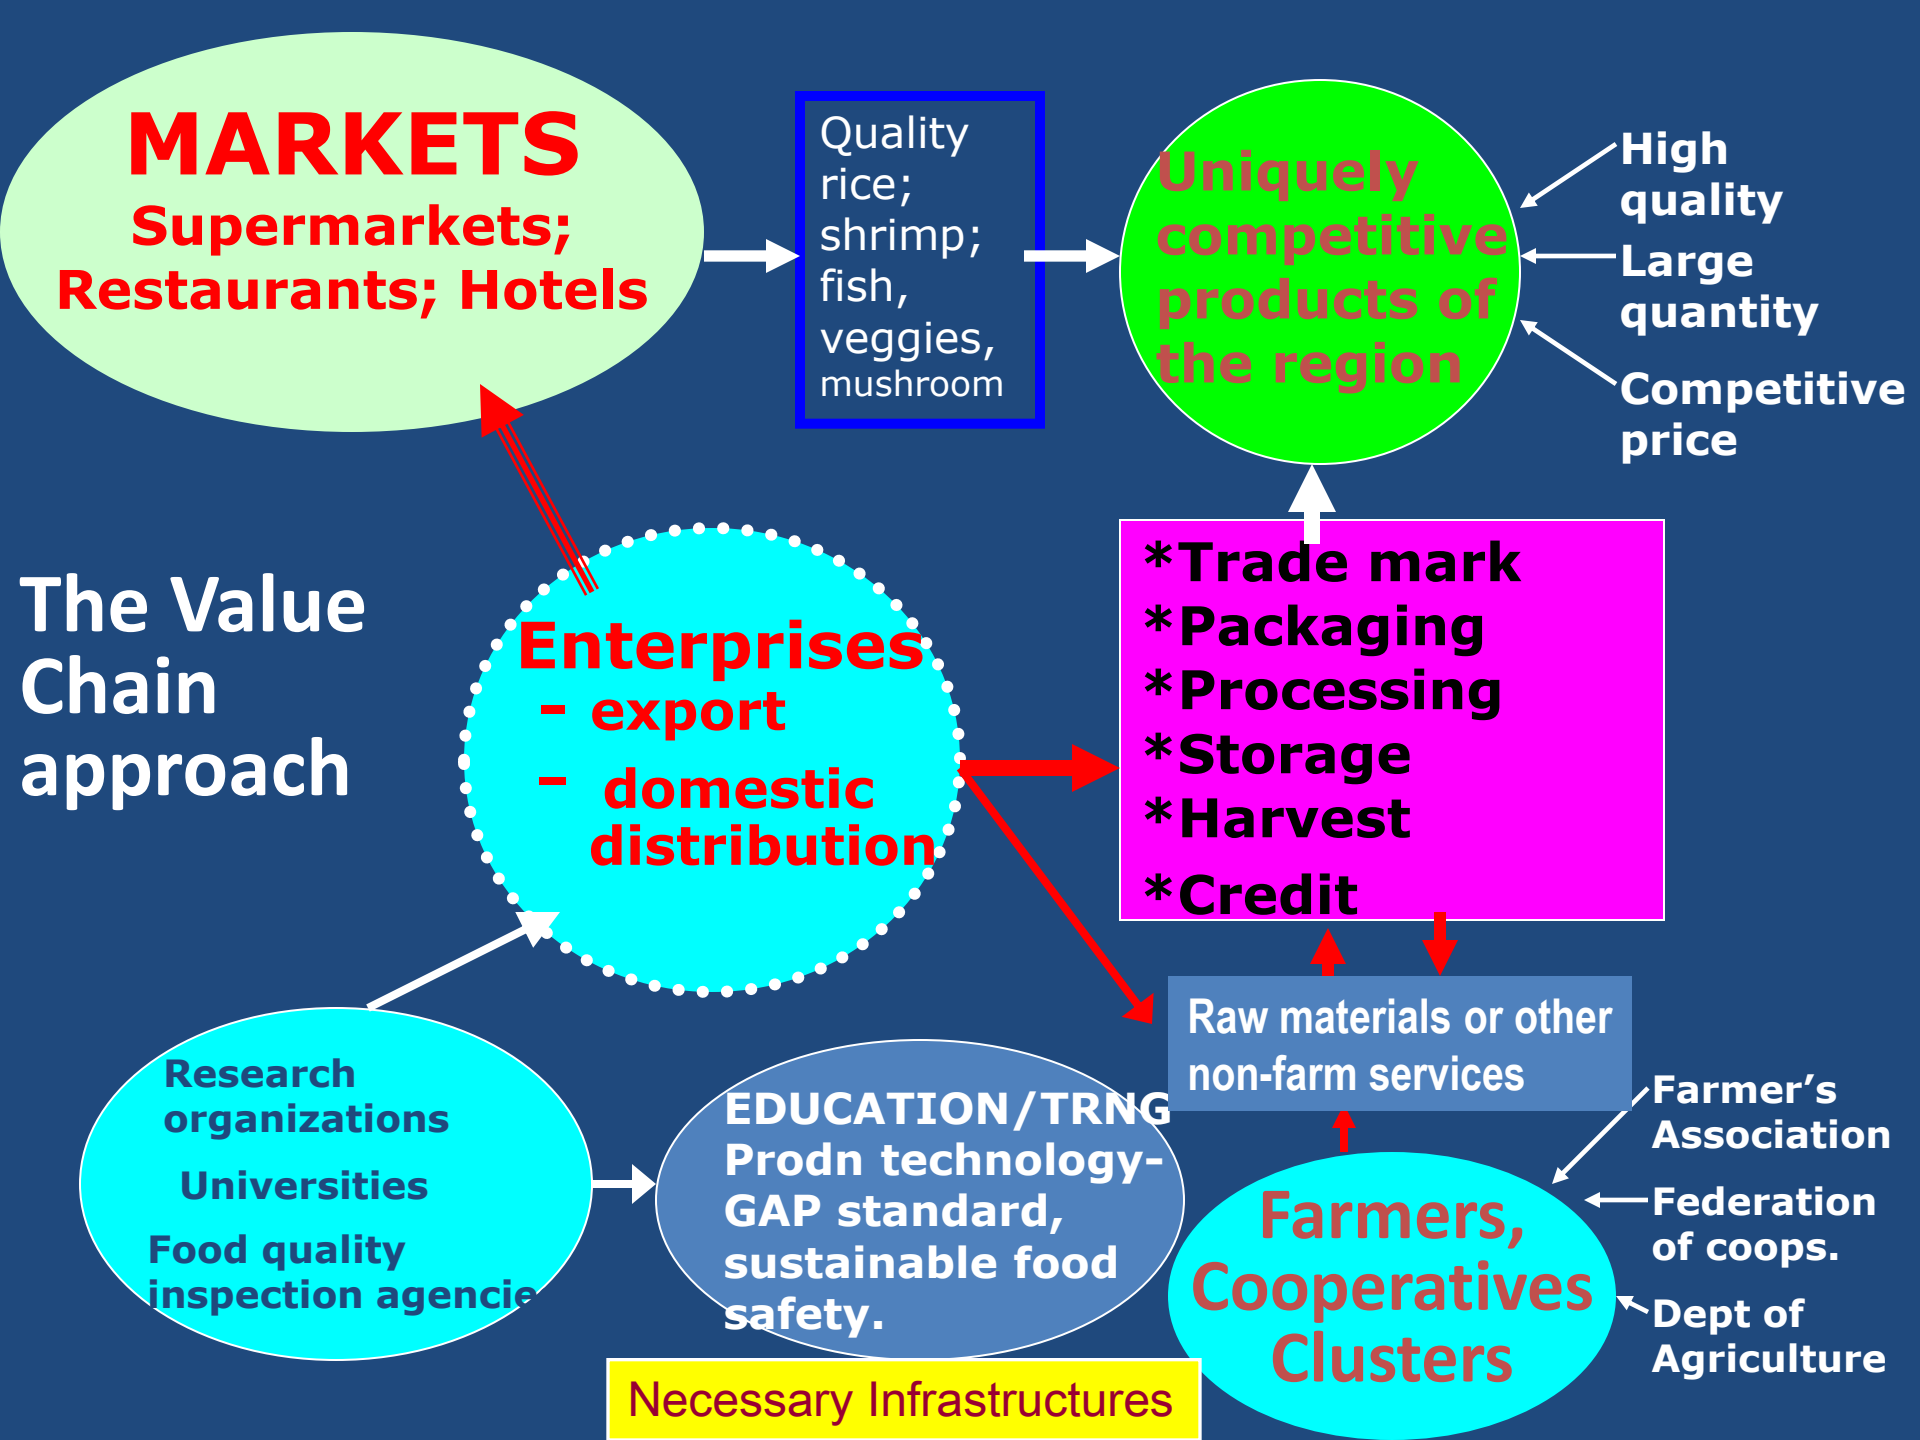 MARKETS
Supermarkets;
Restaurants; Hotels
Quality
rice;
shrimp;
fish,
veggies,
mushroom
Uniquely
competitive
products of
the region
High
quality
Large
quantity
Competitive
price
The Value
Chain
approach
Enterprises
- export
- domestic
distribution
*Trade mark
*Packaging
*Processing
*Storage
*Harvest
*Credit
Raw materials or other
non-farm services
Research
organizations
Universities
Food quality
inspection agencie
EDUCATION/TRNG
Prodn technology-
GAP standard,
sustainable food
safety.
Farmers,
Cooperatives
Clusters
Farmer’s
Association
Federation
of coops.
Dept of
Agriculture
Necessary Infrastructures